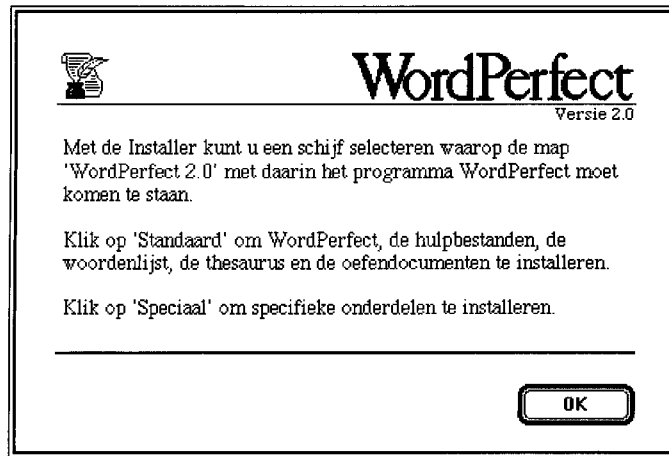 WordPerfect
Versie 2.0
Met de Installer kunt u een schijf selecteren waarop de map
'WordPerfect 2.0' met daarin het programma WordPerfect moet
komen te staan.
Klik op 'Standaard' om WordPerfect, de hulpbestanden, de
woordenlijst, de thesaurus en de oefendocumenten te installeren.
Klik op 'Speciaal' om specifieke onderdelen te installeren.
OK